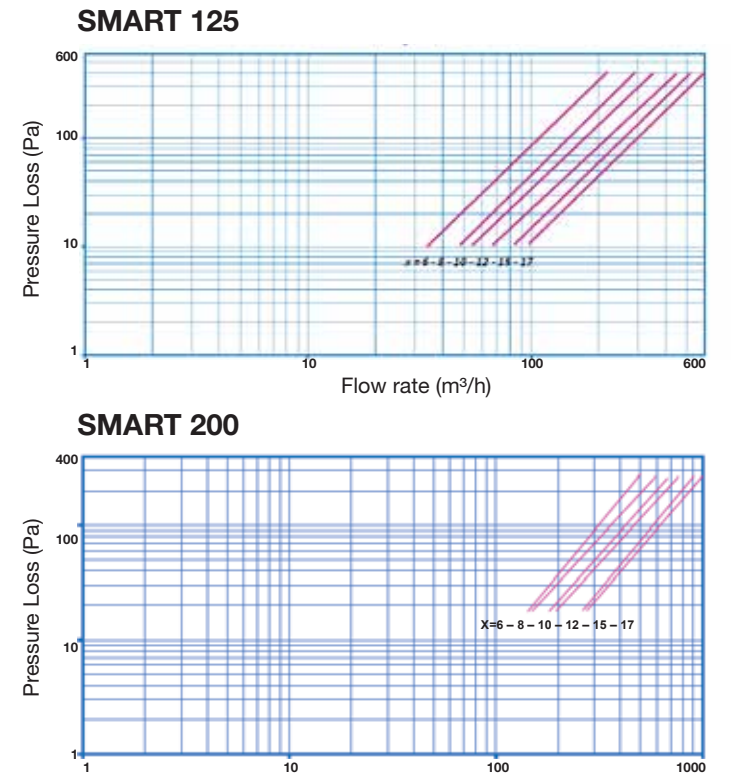 SMART 125
600
100
10
1
Pressure Loss (Pa)
x = 6 - 8 - 10 - 12 - 15 - 17
1 10 100 600
Flow rate (m³/h)
SMART 200
400
100
10
1
Pressure Loss (Pa)
X=6 – 8 – 10 – 12 – 15 – 17
1 10 100 1000